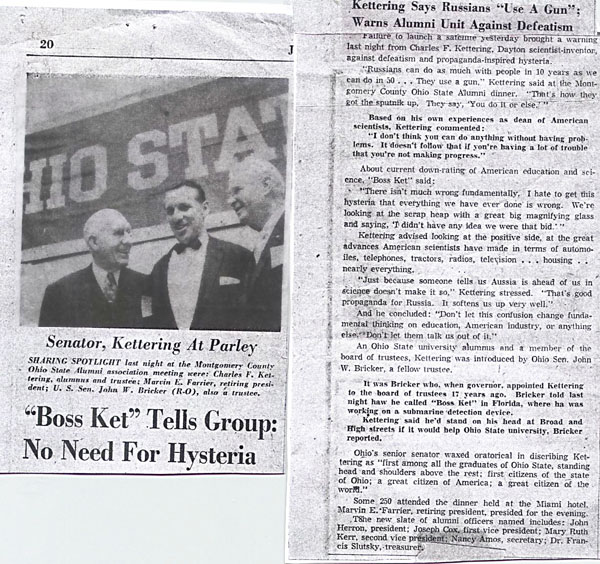 20
J
HIO STAT
Senator, Kettering At Parley
SHARING SPOTLIGHT last night at the Montgomery County
Ohio State Alumni association meeting were: Charles F. Ket-
tering, alumnus and trustee; Marvin E. Farrier, retiring presi-
dent; U. S. Sen. John W. Bricker (R-O), also a trustee.
"Boss Ket" Tells Group:
No Need For Hysteria
Kettering Says Russians "Use A Gun";
Warns Alumni Unit Against Defeatism
Failure to launch a satellite yesterday brought a warning
last night from Charles F. Kettering, Dayton scientist-inventor,
against defeatism and propaganda-inspired hysteria.
"Russians can do as much with people in 10 years as we
can do in 50 . . . They use a gun," Kettering said at the Mont-
gomery County Ohio State Alumni dinner. "That's how they
got the sputnik up. They say, 'You do it or else.' "
Based on his own experiences as dean of American
scientists, Kettering commented:
"I don't think you can do anything without having prob-
lems. It doesn't follow that if you're having a lot of trouble
that you're not making progress."
About current down-rating of American education and sci-
ence, "Boss Ket" said:
"There isn't much wrong fundamentally. I hate to get this
hysteria that everything we have ever done is wrong. We're
looking at the scrap heap with a great big magnifying glass
and saying, 'I didn't have any idea we were that bid.' "
Kettering advised looking at the positive side, at the great
advances American scientists have made in terms of automo-
iles, telephones, tractors, radios, television . . . housing . .
nearly everything.
"Just because someone tells us Aussia is ahead of us in
science doesn't make it so," Kettering stressed. "That's good
propaganda for Russia. It softens us up very well."
And he concluded: "Don't let this confusion change funda-
mental thinking on education, American industry, or anything
else. Don't let them talk us out of it."
An Ohio State university alumnus and a member of the
board of trustees, Kettering was introduced by Ohio Sen. John
W. Bricker, a fellow trustee.
It was Bricker who, when governor, appointed Kettering
to the board of trustees 17 years ago. Bricker told last
night haw he called "Boss Ket" in Florida, where ha was
working on a submarine detection device.
Kettering said he'd stand on his head at Broad and
High streets if it would help Ohio State university, Bricker
reported.
Ohio's senior senator waxed oratorical in discribing Ket-
tering as "first among all the graduates of Ohio State, standing
head and shoulders above the rest; first citizens of the state
of Ohio; a great citizen of America; a great citizen of the
world."
Some 250 attended the dinner held at the Miami hotel.
Marvin E. Farrier, retiring president, presided for the evening.
The new slate of alumni officers named includes: John
Herron, president; Joseph Cox, first vice president; Mary Ruth
Kerr, second vice president; Nancy Amos, secretary; Dr. Fran-
cis Slutsky, treasurer.